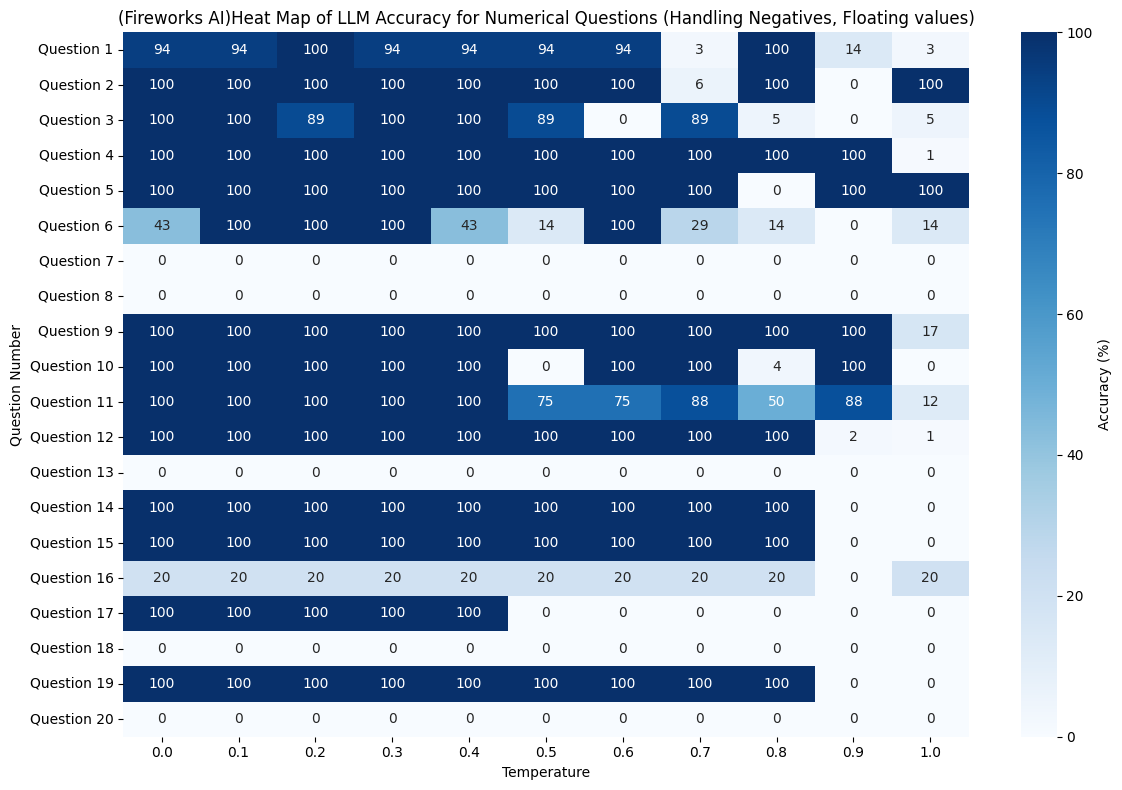 (Fireworks AI)Heat Map of LLM Accuracy for Numerical Questions (Handling Negatives, Floating values)
Question 1 94 94 100 94 94 94 94 3 100 14 3
Question 2 100 100 100 100 100 100 100 6 100 0 100
Question 3 100 100 89 100 100 89 0 89 5 0 5
Question 4 100 100 100 100 100 100 100 100 100 100 1
Question 5 100 100 100 100 100 100 100 100 0 100 100
Question 6 43 100 100 100 43 14 100 29 14 0 14
Question 7 0 0 0 0 0 0 0 0 0 0 0
Question 8 0 0 0 0 0 0 0 0 0 0 0
Question 9 100 100 100 100 100 100 100 100 100 100 17
Question 10 100 100 100 100 100 0 100 100 4 100 0
Question 11 100 100 100 100 100 75 75 88 50 88 12
Question 12 100 100 100 100 100 100 100 100 100 2 1
Question 13 0 0 0 0 0 0 0 0 0 0 0
Question 14 100 100 100 100 100 100 100 100 100 0 0
Question 15 100 100 100 100 100 100 100 100 100 0 0
Question 16 20 20 20 20 20 20 20 20 20 0 20
Question 17 100 100 100 100 100 0 0 0 0 0 0
Question 18 0 0 0 0 0 0 0 0 0 0 0
Question 19 100 100 100 100 100 100 100 100 100 0 0
Question 20 0 0 0 0 0 0 0 0 0 0 0
0.0 0.1 0.2 0.3 0.4 0.5 0.6 0.7 0.8 0.9 1.0
Temperature
Question Number
100
80
60
40
20
0
Accuracy (%)